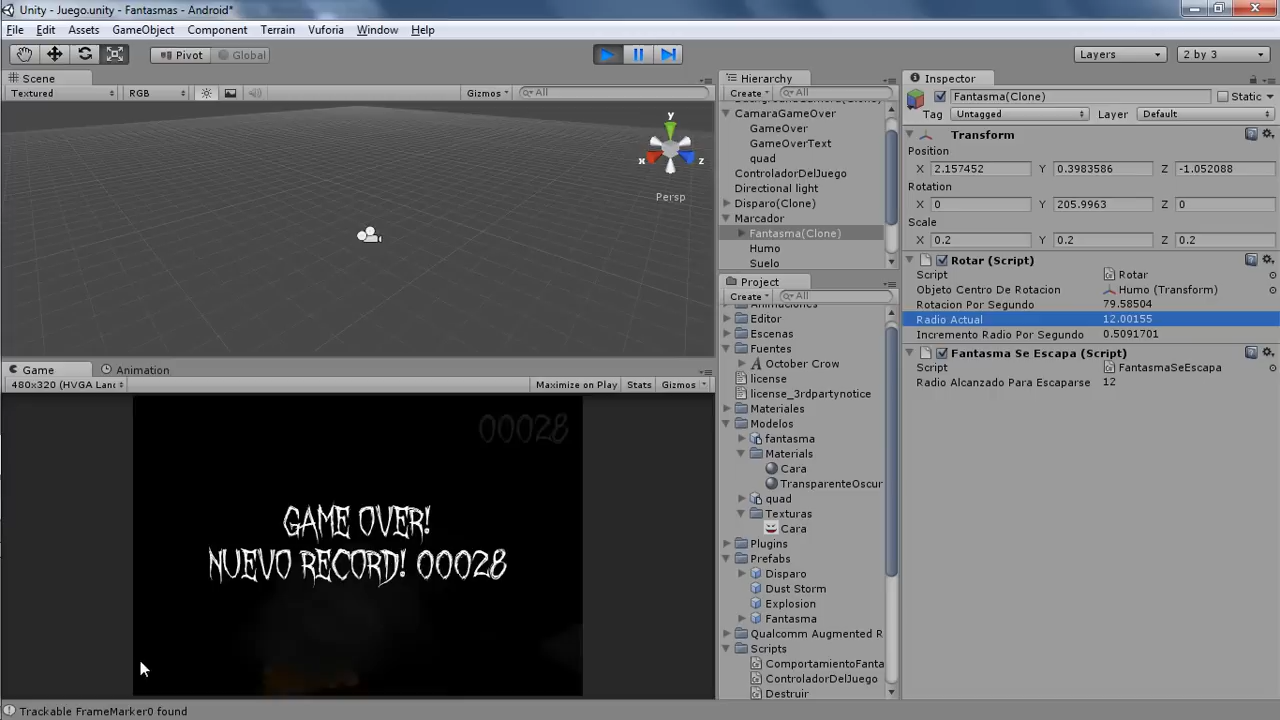 Unity - Juego.unity - Fantasmas - Android*
File Edit Assets GameObject Component Terrain Vuforia Window Help
Pivot Global Layers 2 by 3
Scene
Textured RGB Gizmos All
y
x z
Persp
Game Animation
480x320 (HVGA Lan Maximize on Play Stats Gizmos
00028
GAME OVER!
NUEVO RECORD! 00028
Trackable FrameMarker0 found
Hierarchy
Create All
CamaraGameOver
GameOver
GameOverText
quad
ControladorDelJuego
Directional light
Disparo(Clone)
Marcador
Fantasma(Clone)
Humo
Suelo
Project
Create All
Editor
Escenas
Fuentes
October Crow
license
license_3rdpartynotice
Materiales
Modelos
fantasma
Materials
Cara
TransparenteOscur
quad
Texturas
Cara
Plugins
Prefabs
Disparo
Dust Storm
Explosion
Fantasma
Qualcomm Augmented R
Scripts
ComportamientoFanta
ControladorDelJuego
Destruir
Inspector
Fantasma(Clone) Static
Tag Untagged Layer Default
Transform
Position
X 2.157452 Y 0.3983586 Z -1.052088
Rotation
X 0 Y 205.9963 Z 0
Scale
X 0.2 Y 0.2 Z 0.2
Rotar (Script)
Script Rotar
Objeto Centro De Rotacion Humo (Transform)
Rotacion Por Segundo 79.58504
Radio Actual 12.00155
Incremento Radio Por Segundo 0.5091701
Fantasma Se Escapa (Script)
Script FantasmaSeEscapa
Radio Alcanzado Para Escaparse 12